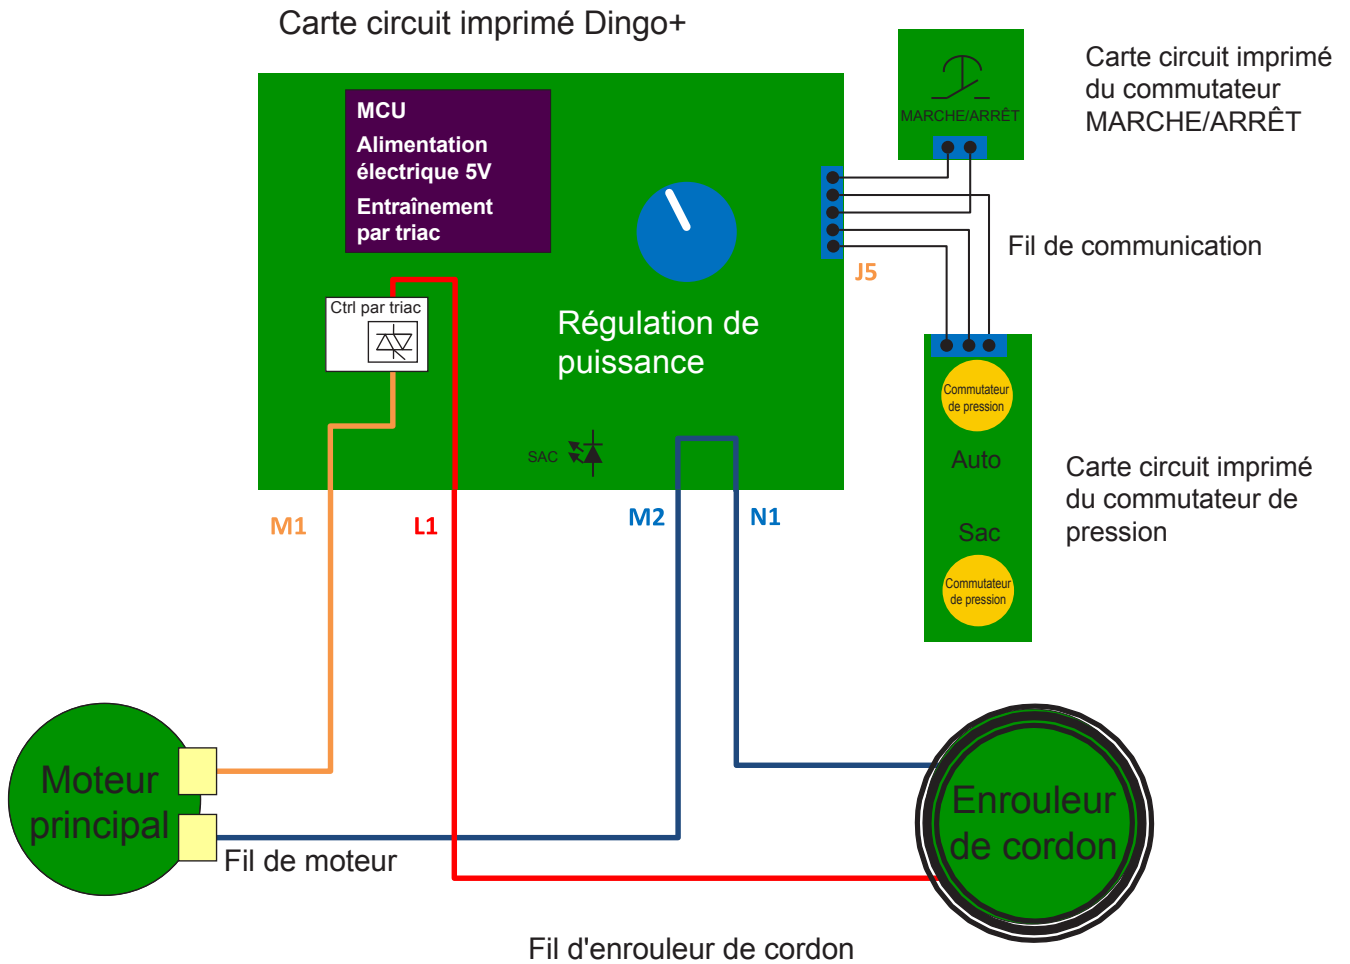 Carte circuit imprimé Dingo+
MCU
Alimentation
électrique 5V
Entraînement
par triac
Ctrl par triac
Régulation de
puissance
SAC
J5
MARCHE/ARRÊT
Carte circuit imprimé
du commutateur
MARCHE/ARRÊT
Fil de communication
Commutateur
de pression
Auto
Sac
Commutateur
de pression
Carte circuit imprimé
du commutateur de
pression
M1
L1
M2
N1
Moteur
principal
Fil de moteur
Enrouleur
de cordon
Fil d'enrouleur de cordon